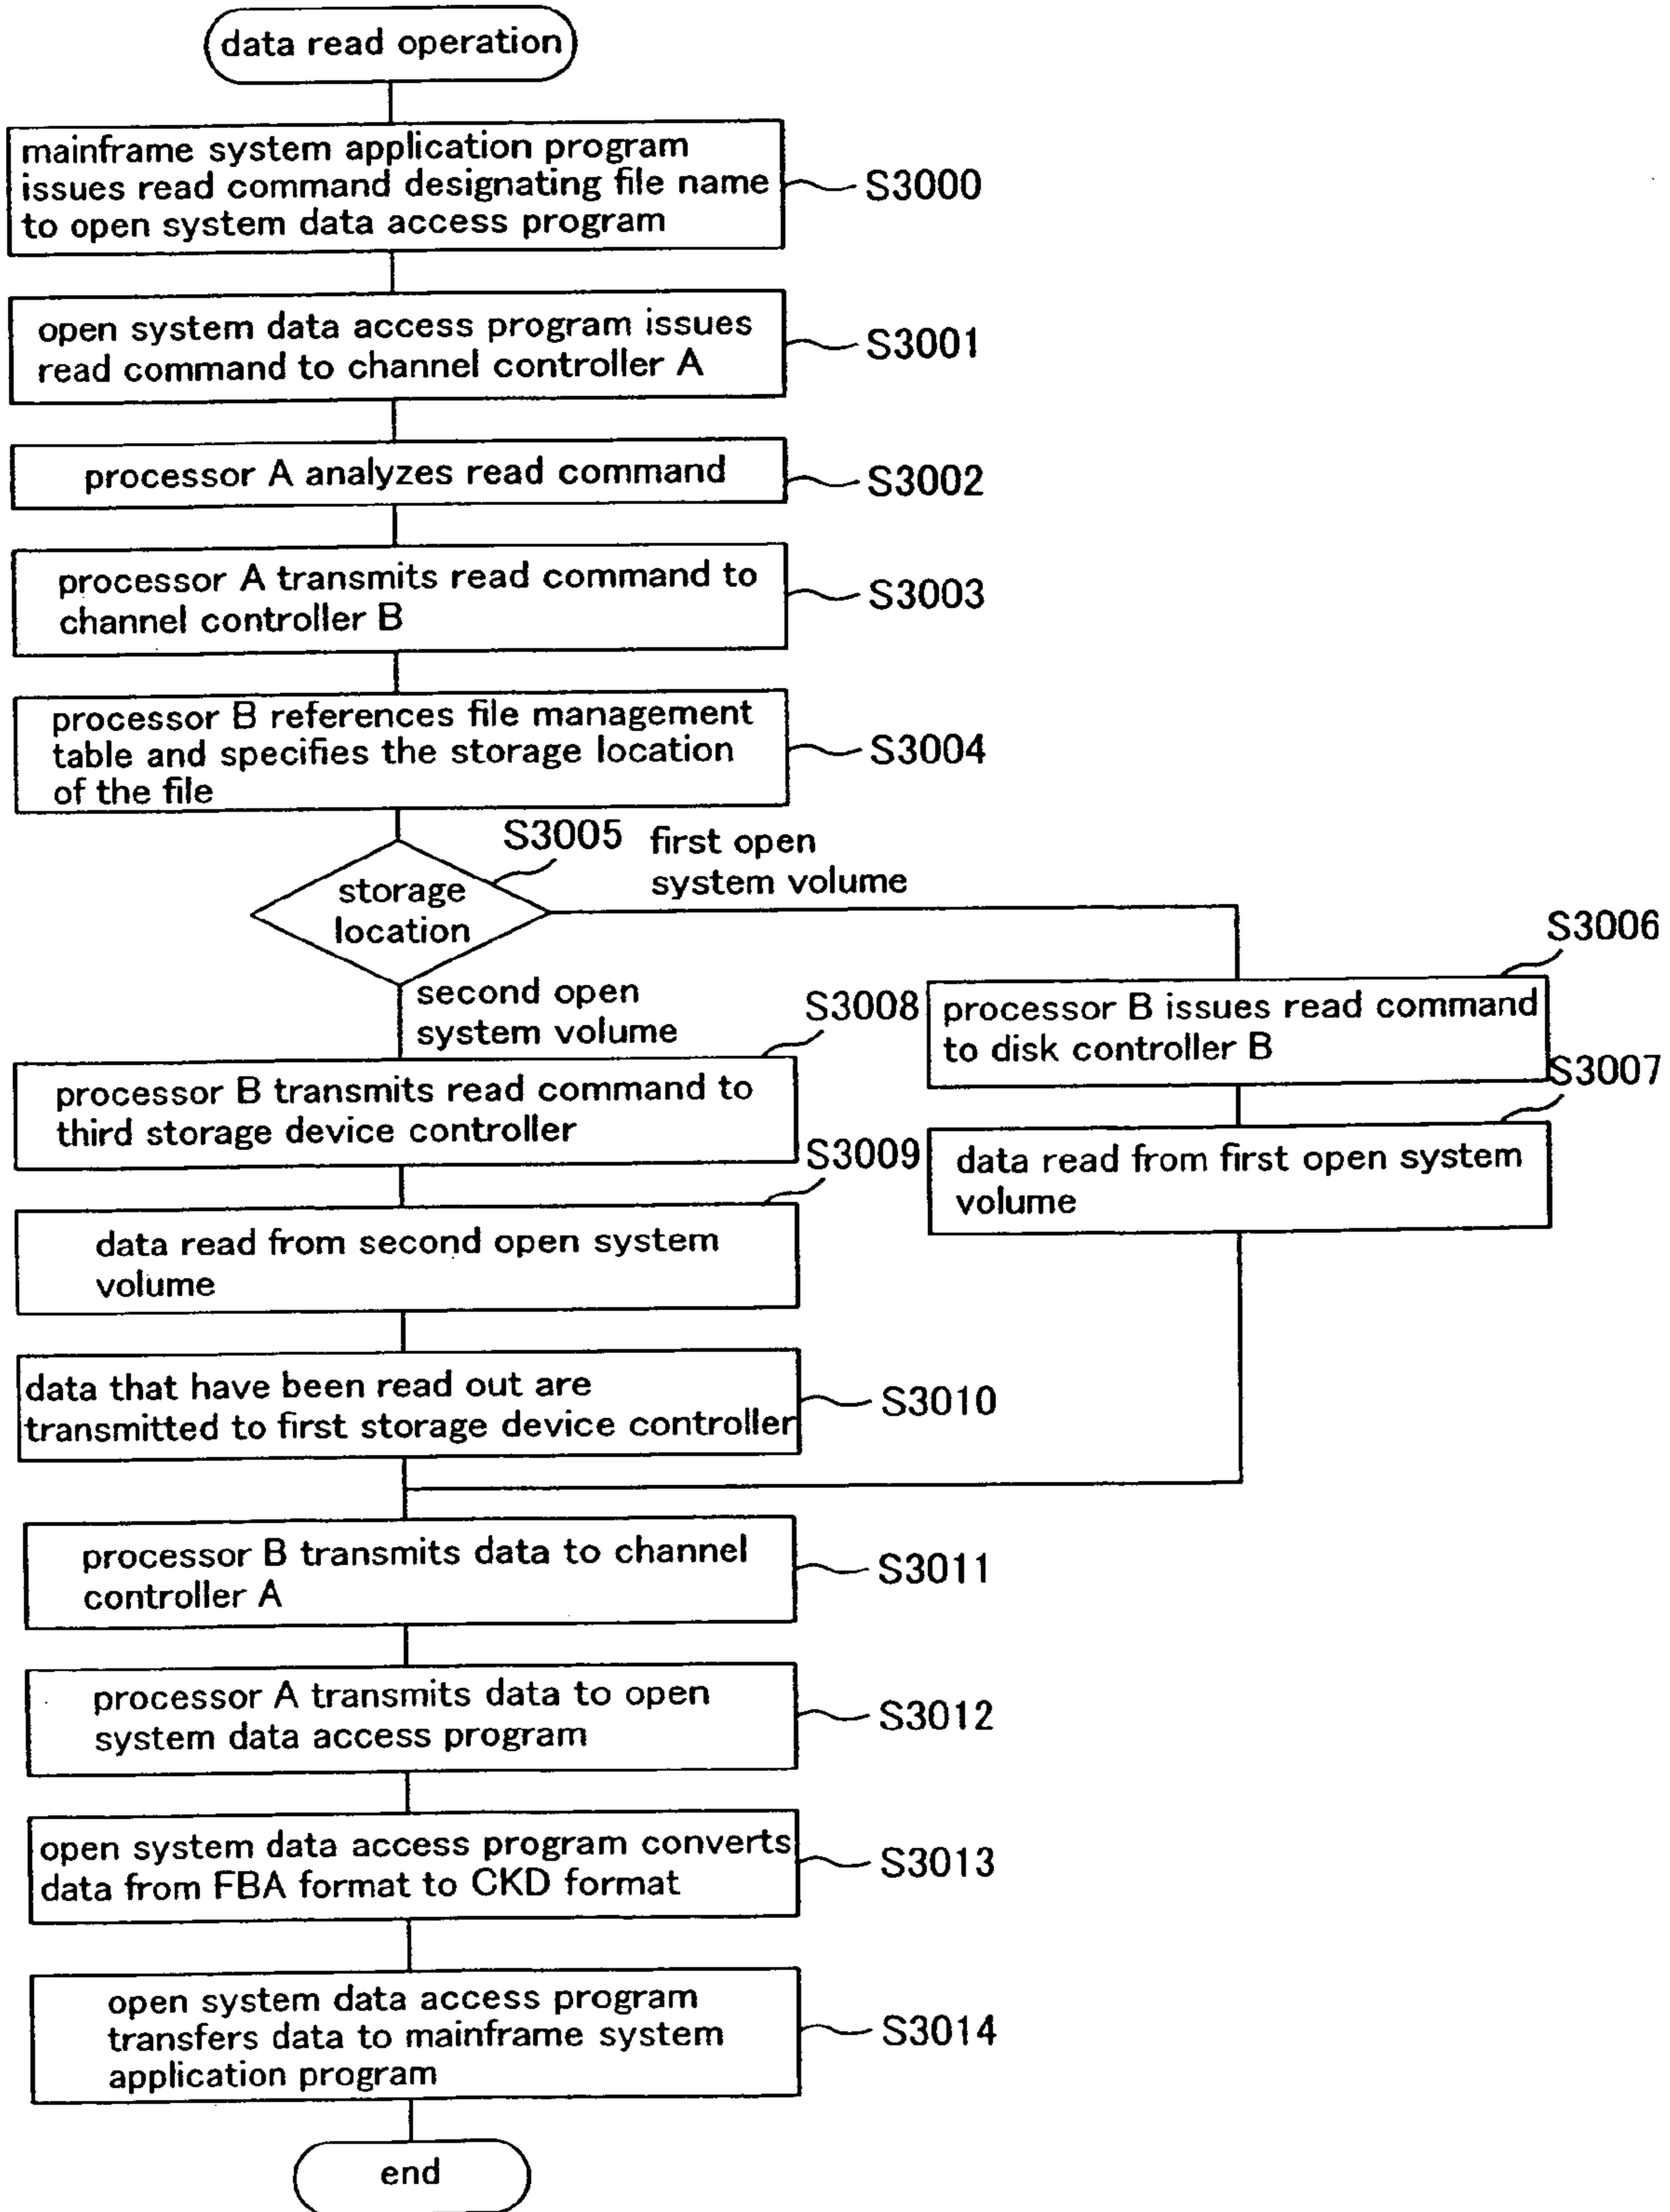 data read operation
mainframe system application program
issues read command designating file name
to open system data access program
S3000
open system data access program issues
read command to channel controller A
S3001
processor A analyzes read command
S3002
processor A transmits read command to
channel controller B
S3003
processor B references file management
table and specifies the storage location
of the file
S3004
S3005
first open
system volume
storage
location
S3006
processor B issues read command
to disk controller B
S3007
data read from first open system
volume
second open
system volume
S3008
processor B transmits read command to
third storage device controller
S3009
data read from second open system
volume
data that have been read out are
transmitted to first storage device controller
S3010
processor B transmits data to channel
controller A
S3011
processor A transmits data to open
system data access program
S3012
open system data access program converts
data from FBA format to CKD format
S3013
open system data access program
transfers data to mainframe system
application program
S3014
end